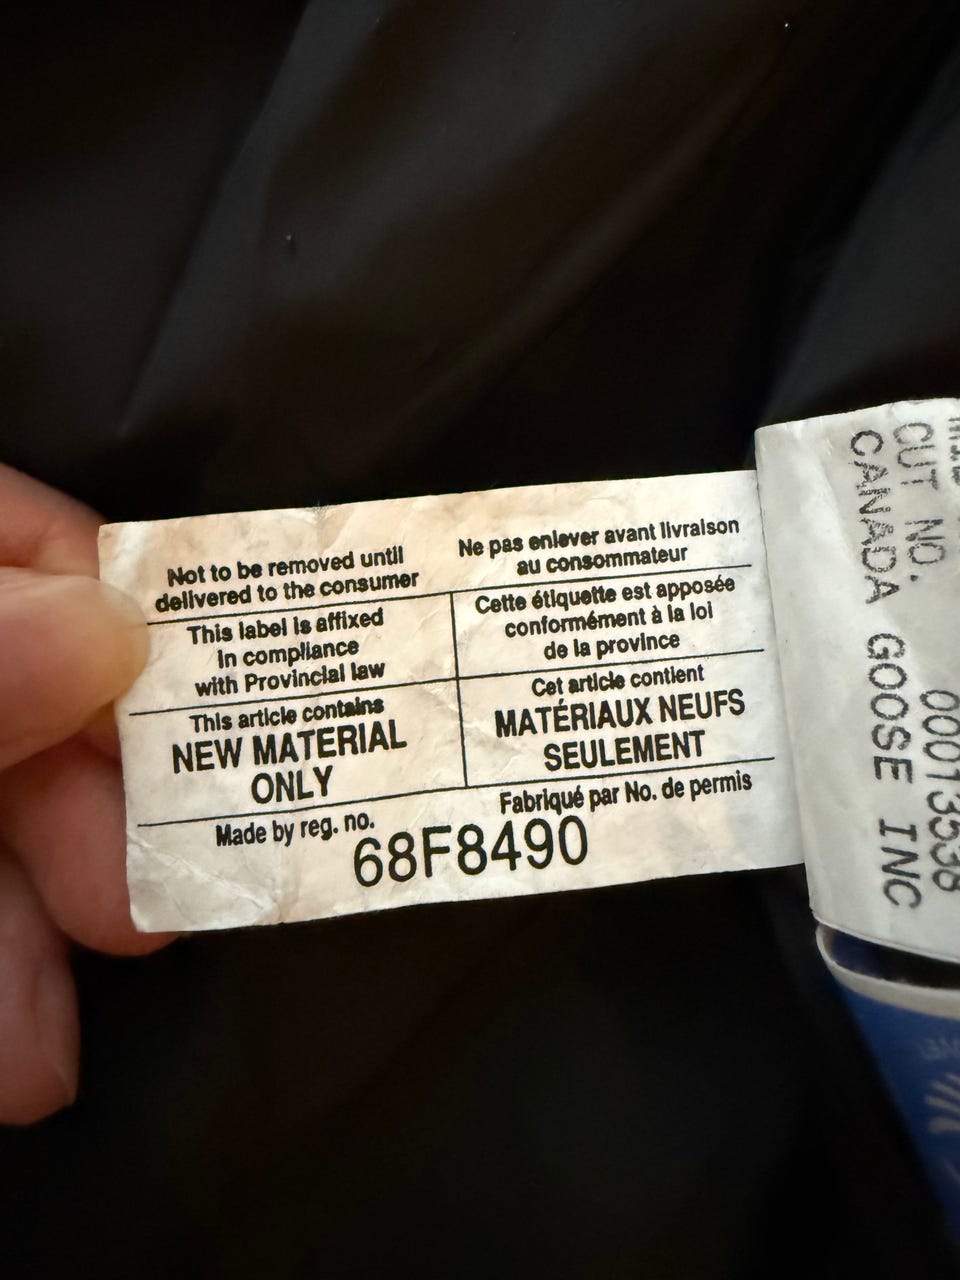 Not to be removed until
delivered to the consumer
Ne pas enlever avant livraison
au consommateur
This label is affixed
in compliance
with Provincial law
Cette étiquette est apposée
conformément à la loi
de la province
This article contains
NEW MATERIAL
ONLY
Cet article contient
MATÉRIAUX NEUFS
SEULEMENT
Made by reg. no.
Fabriqué par No. de permis
68F8490
CUT NO. 00013538
CANADA GOOSE INC